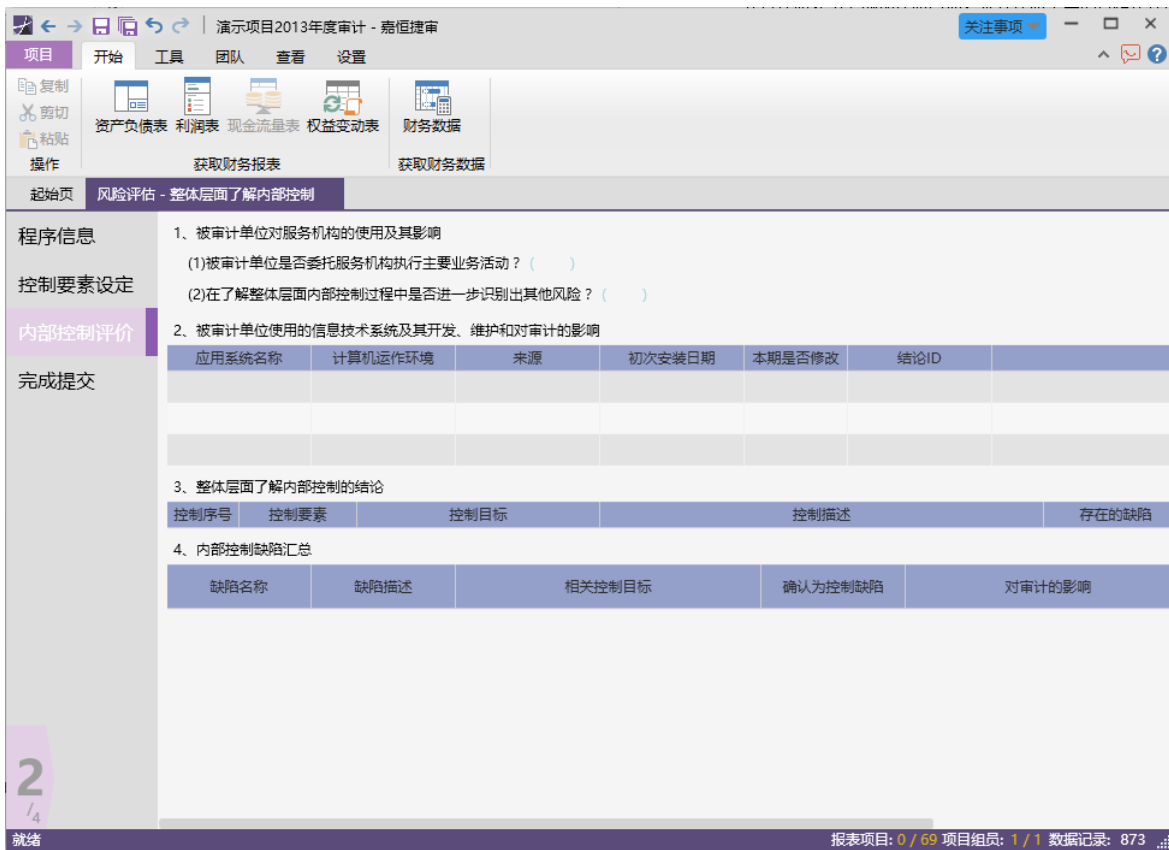 演示项目2013年度审计 - 嘉恒捷审 关注事项
项目 开始 工具 团队 查看 设置
复制
剪切
粘贴
资产负债表 利润表 现金流量表 权益变动表 财务数据
操作 获取财务报表 获取财务数据
起始页 风险评估 - 整体层面了解内部控制
程序信息
控制要素设定
内部控制评价
完成提交
1、被审计单位对服务机构的使用及其影响
(1)被审计单位是否委托服务机构执行主要业务活动？( )
(2)在了解整体层面内部控制过程中是否进一步识别出其他风险？( )
2、被审计单位使用的信息技术系统及其开发、维护和对审计的影响
应用系统名称 计算机运作环境 来源 初次安装日期 本期是否修改 结论ID
3、整体层面了解内部控制的结论
控制序号 控制要素 控制目标 控制描述 存在的缺陷
4、内部控制缺陷汇总
缺陷名称 缺陷描述 相关控制目标 确认为控制缺陷 对审计的影响
2
/4
就绪 报表项目: 0 / 69 项目组员: 1 / 1 数据记录: 873